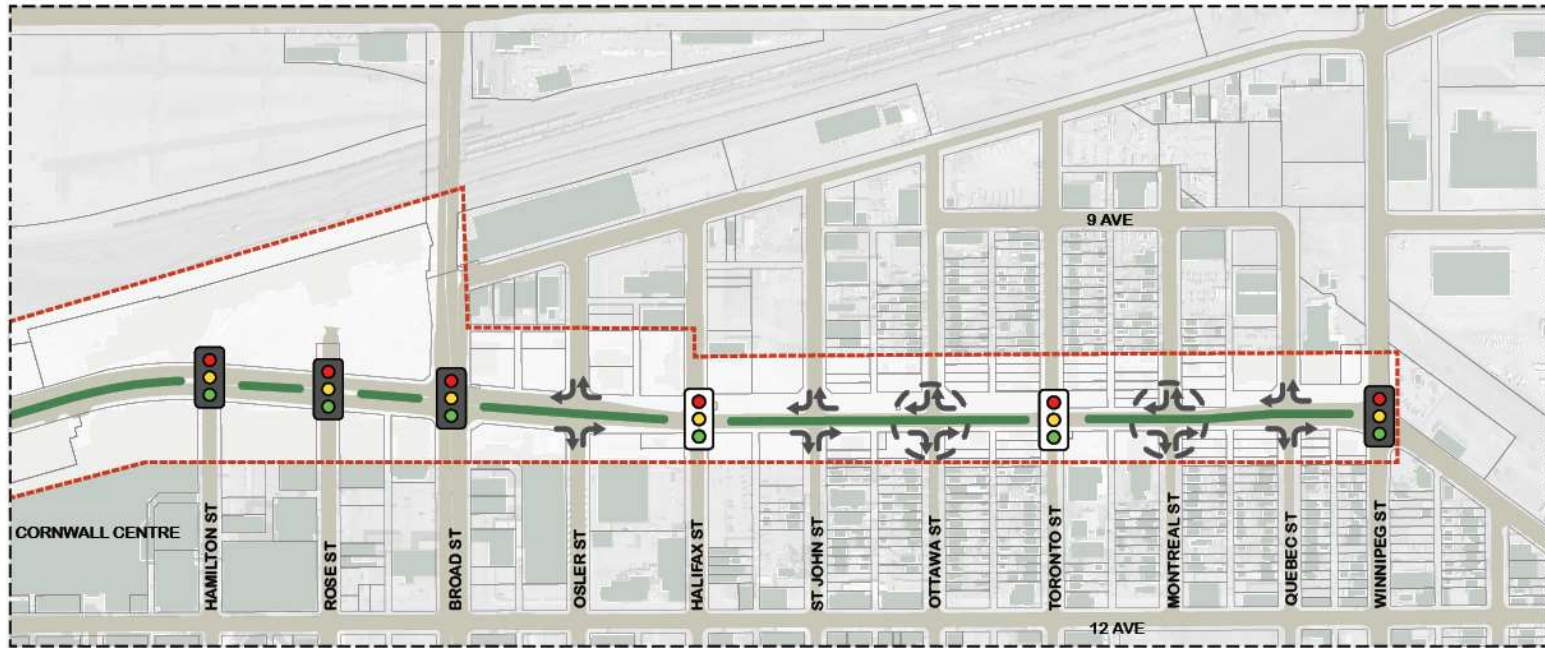 9 AVE
CORNWALL CENTRE
HAMILTON ST
ROSE ST
BROAD ST
OSLER ST
HALIFAX ST
ST JOHN ST
OTTAWA ST
TORONTO ST
MONTREAL ST
QUEBEC ST
WINNIPEG ST
12 AVE